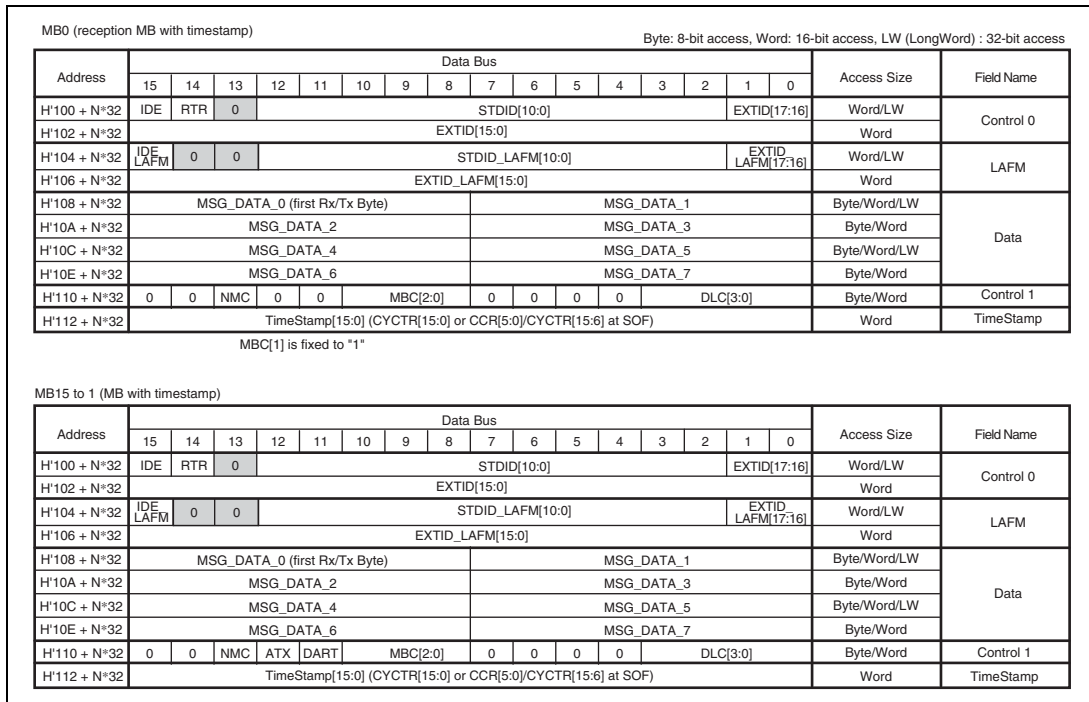 MB0 (reception MB with timestamp)
Byte: 8-bit access, Word: 16-bit access, LW (LongWord) : 32-bit access
Address Data Bus Access Size Field Name
15 14 13 12 11 10 9 8 7 6 5 4 3 2 1 0
H'100 + N*32 IDE RTR 0 STDID[10:0] EXTID[17:16] Word/LW Control 0
H'102 + N*32 EXTID[15:0] Word
H'104 + N*32 IDE_LAFM 0 0 STDID_LAFM[10:0] EXTID_LAFM[17:16] Word/LW LAFM
H'106 + N*32 EXTID_LAFM[15:0] Word
H'108 + N*32 MSG_DATA_0 (first Rx/Tx Byte) MSG_DATA_1 Byte/Word/LW Data
H'10A + N*32 MSG_DATA_2 MSG_DATA_3 Byte/Word
H'10C + N*32 MSG_DATA_4 MSG_DATA_5 Byte/Word/LW
H'10E + N*32 MSG_DATA_6 MSG_DATA_7 Byte/Word
H'110 + N*32 0 0 NMC 0 0 MBC[2:0] 0 0 0 0 DLC[3:0] Byte/Word Control 1
H'112 + N*32 TimeStamp[15:0] (CYCTR[15:0] or CCR[5:0]/CYCTR[15:6] at SOF) Word TimeStamp
MBC[1] is fixed to "1"
MB15 to 1 (MB with timestamp)
Address Data Bus Access Size Field Name
15 14 13 12 11 10 9 8 7 6 5 4 3 2 1 0
H'100 + N*32 IDE RTR 0 STDID[10:0] EXTID[17:16] Word/LW Control 0
H'102 + N*32 EXTID[15:0] Word
H'104 + N*32 IDE_LAFM 0 0 STDID_LAFM[10:0] EXTID_LAFM[17:16] Word/LW LAFM
H'106 + N*32 EXTID_LAFM[15:0] Word
H'108 + N*32 MSG_DATA_0 (first Rx/Tx Byte) MSG_DATA_1 Byte/Word/LW Data
H'10A + N*32 MSG_DATA_2 MSG_DATA_3 Byte/Word
H'10C + N*32 MSG_DATA_4 MSG_DATA_5 Byte/Word/LW
H'10E + N*32 MSG_DATA_6 MSG_DATA_7 Byte/Word
H'110 + N*32 0 0 NMC ATX DART MBC[2:0] 0 0 0 0 DLC[3:0] Byte/Word Control 1
H'112 + N*32 TimeStamp[15:0] (CYCTR[15:0] or CCR[5:0]/CYCTR[15:6] at SOF) Word TimeStamp